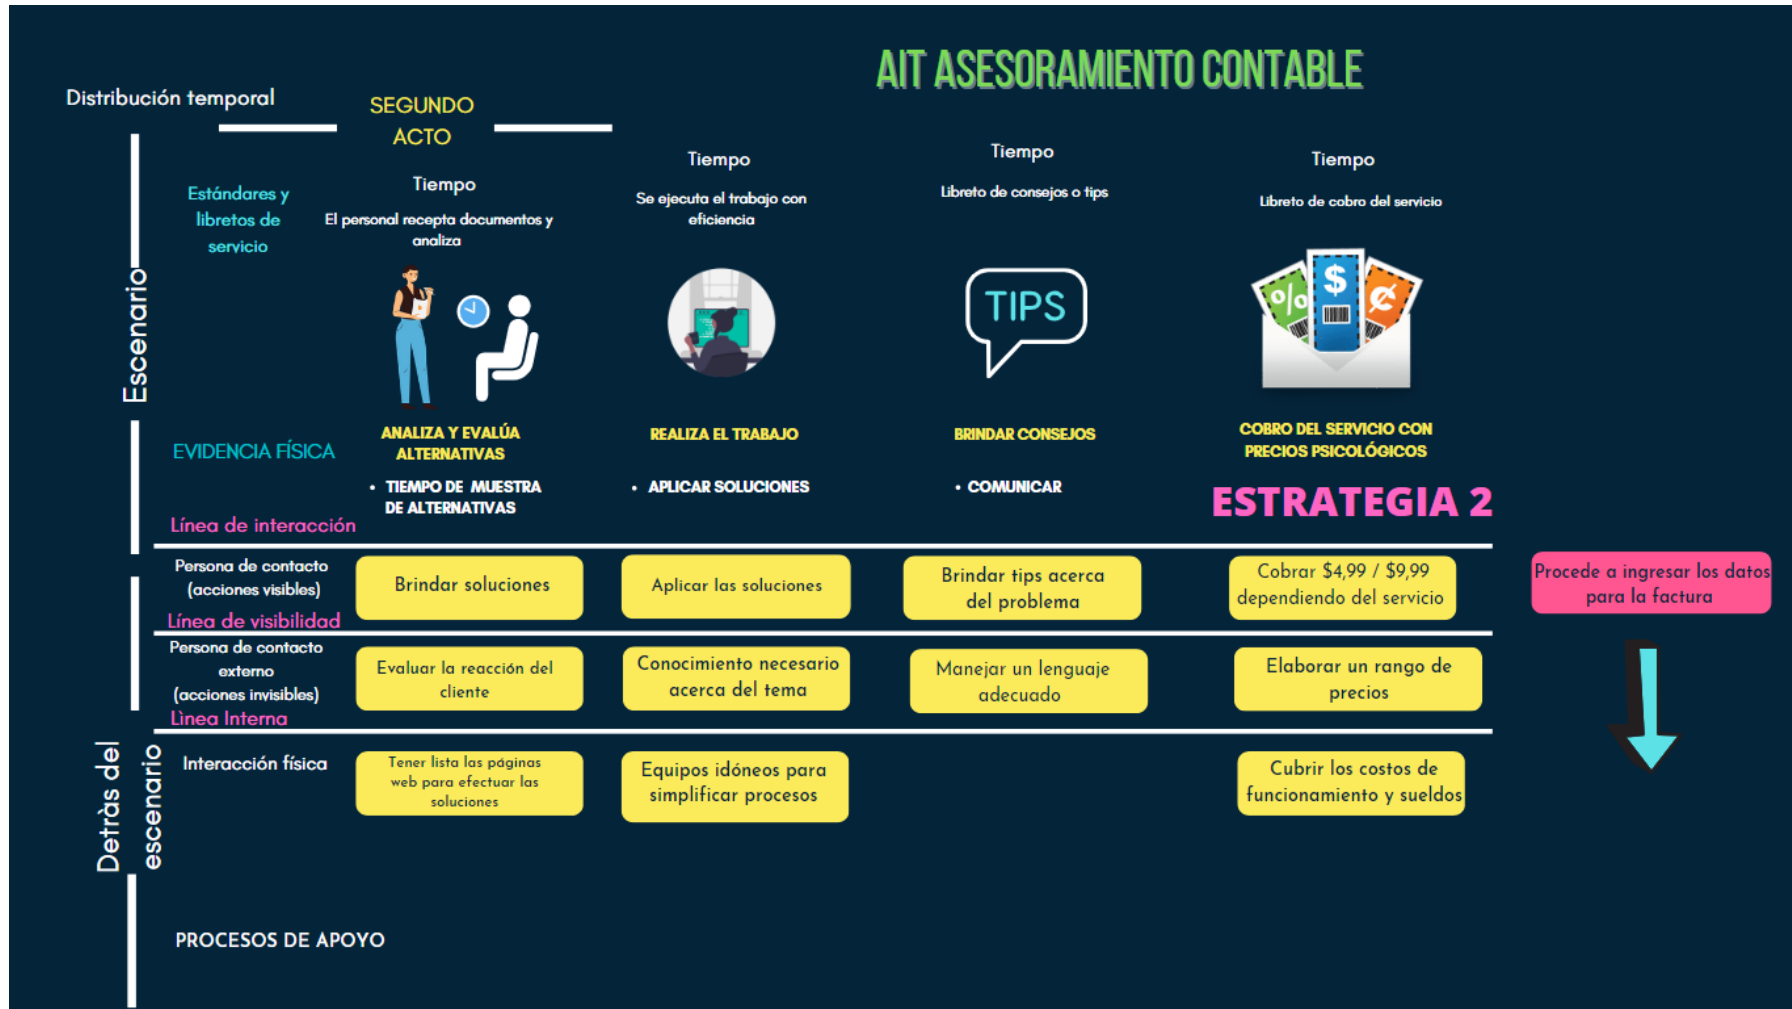 AIT ASESORAMIENTO CONTABLE
Distribución temporal
SEGUNDO
ACTO
Escenario
Estándares y
libretos de
servicio
Tiempo
El personal recepta documentos y
analiza
Tiempo
Se ejecuta el trabajo con
eficiencia
Tiempo
Libreto de consejos o tips
Tiempo
Libreto de cobro del servicio
TIPS
% $ ¢
EVIDENCIA FÍSICA
ANALIZA Y EVALÚA
ALTERNATIVAS
• TIEMPO DE MUESTRA
DE ALTERNATIVAS
REALIZA EL TRABAJO
• APLICAR SOLUCIONES
BRINDAR CONSEJOS
• COMUNICAR
COBRO DEL SERVICIO CON
PRECIOS PSICOLÓGICOS
ESTRATEGIA 2
Línea de interacción
Persona de contacto
(acciones visibles)
Brindar soluciones
Aplicar las soluciones
Brindar tips acerca
del problema
Cobrar $4,99 / $9,99
dependiendo del servicio
Procede a ingresar los datos
para la factura
Línea de visibilidad
Persona de contacto
externo
(acciones invisibles)
Evaluar la reacción del
cliente
Conocimiento necesario
acerca del tema
Manejar un lenguaje
adecuado
Elaborar un rango de
precios
Lìnea Interna
Detràs del
escenario
Interacción física
Tener lista las páginas
web para efectuar las
soluciones
Equipos idóneos para
simplificar procesos
Cubrir los costos de
funcionamiento y sueldos
PROCESOS DE APOYO